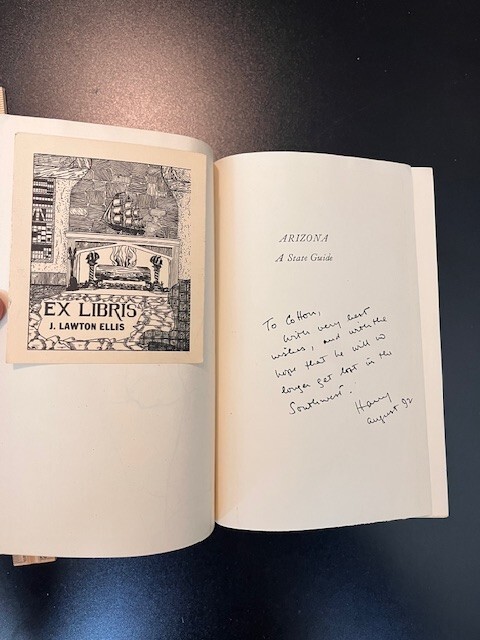 EX LIBRIS
J. LAWTON ELLIS
ARIZONA
A State Guide
To Cotton,
with very best
wishes, and with the
hope that he will no
longer get lost in the
Southwest.
Harry
August 92